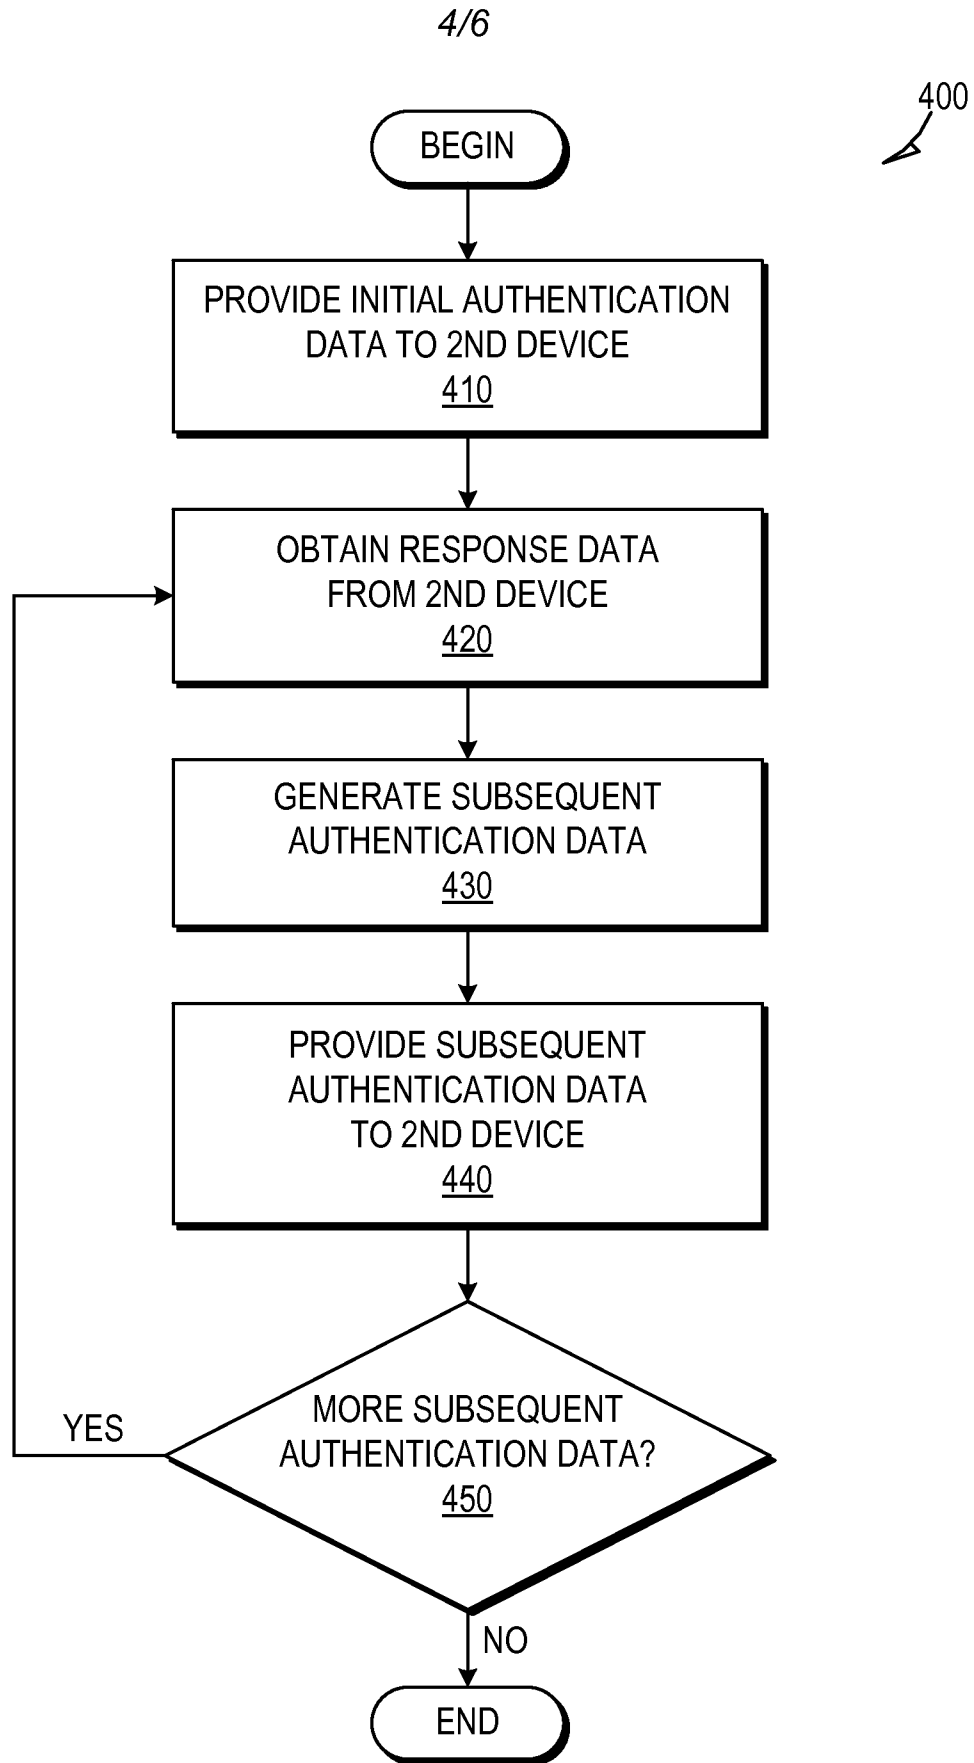 4/6
400
BEGIN
PROVIDE INITIAL AUTHENTICATION
DATA TO 2ND DEVICE
410
OBTAIN RESPONSE DATA
FROM 2ND DEVICE
420
GENERATE SUBSEQUENT
AUTHENTICATION DATA
430
PROVIDE SUBSEQUENT
AUTHENTICATION DATA
TO 2ND DEVICE
440
MORE SUBSEQUENT
AUTHENTICATION DATA?
450
YES
NO
END